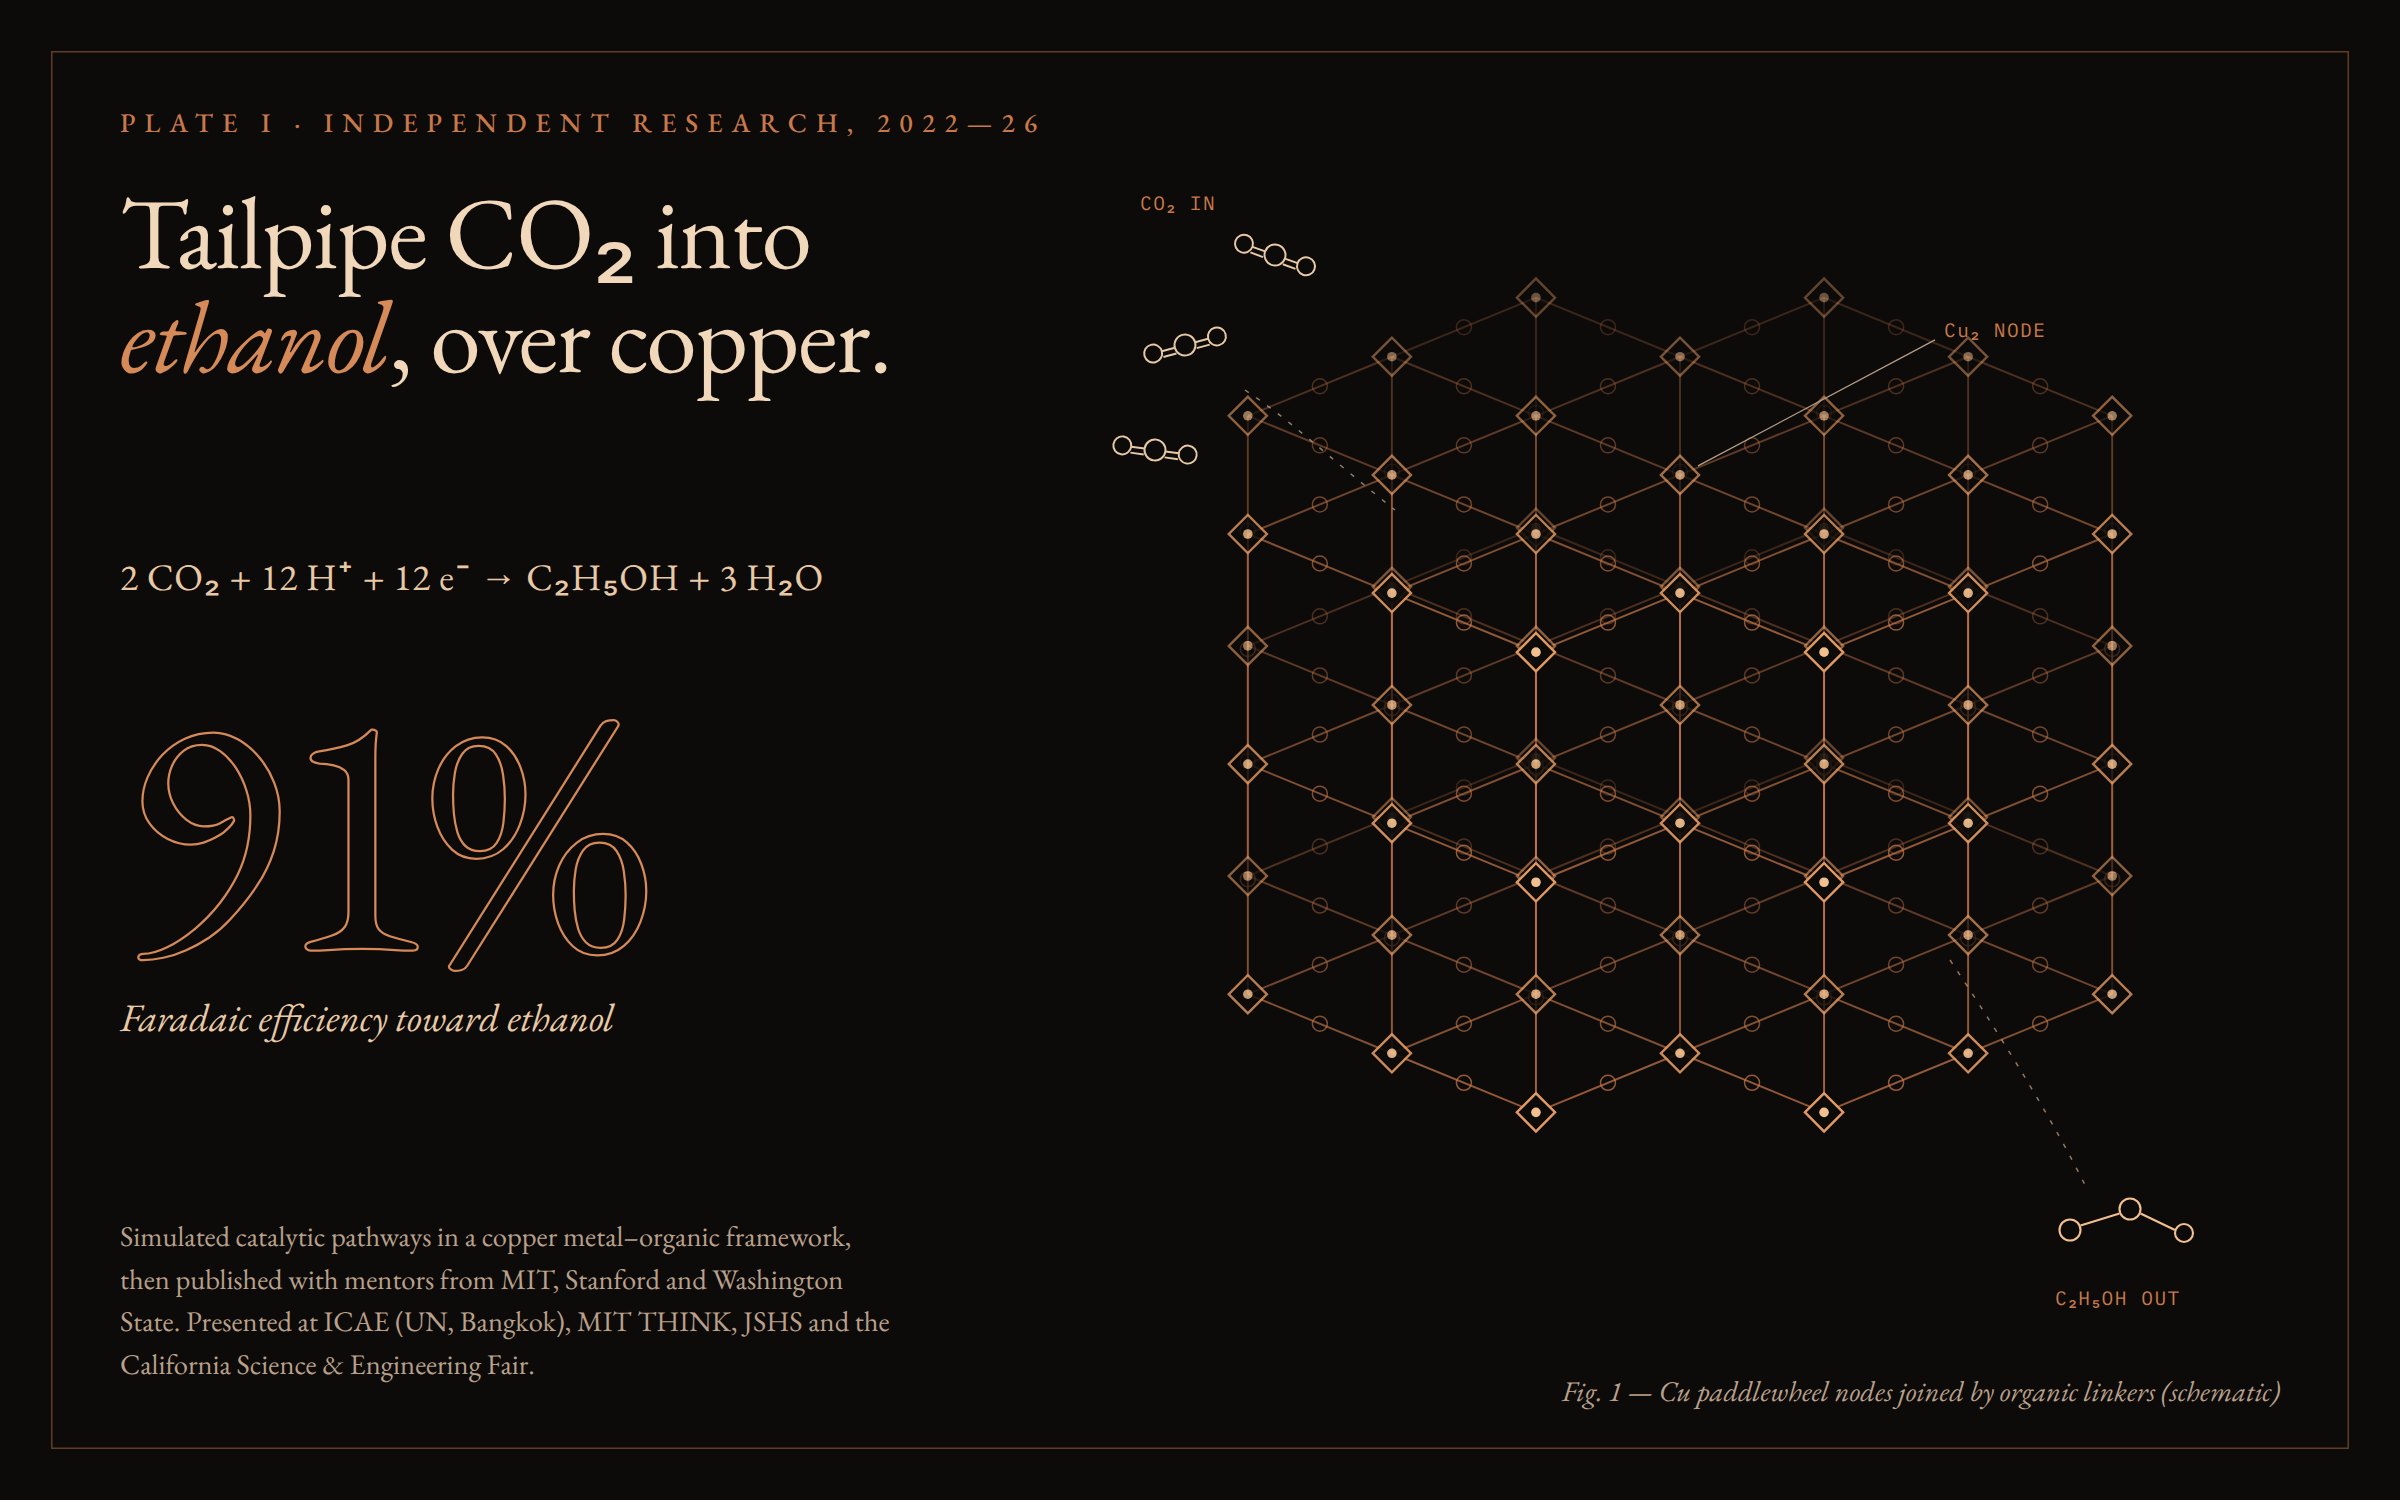 PLATE I · INDEPENDENT RESEARCH, 2022—26
Tailpipe CO₂ into
ethanol, over copper.
2 CO₂ + 12 H⁺ + 12 e⁻ → C₂H₅OH + 3 H₂O
91%
Faradaic efficiency toward ethanol
Simulated catalytic pathways in a copper metal–organic framework,
then published with mentors from MIT, Stanford and Washington
State. Presented at ICAE (UN, Bangkok), MIT THINK, JSHS and the
California Science & Engineering Fair.
CO₂ IN
Cu₂ NODE
C₂H₅OH OUT
Fig. 1 — Cu paddlewheel nodes joined by organic linkers (schematic)